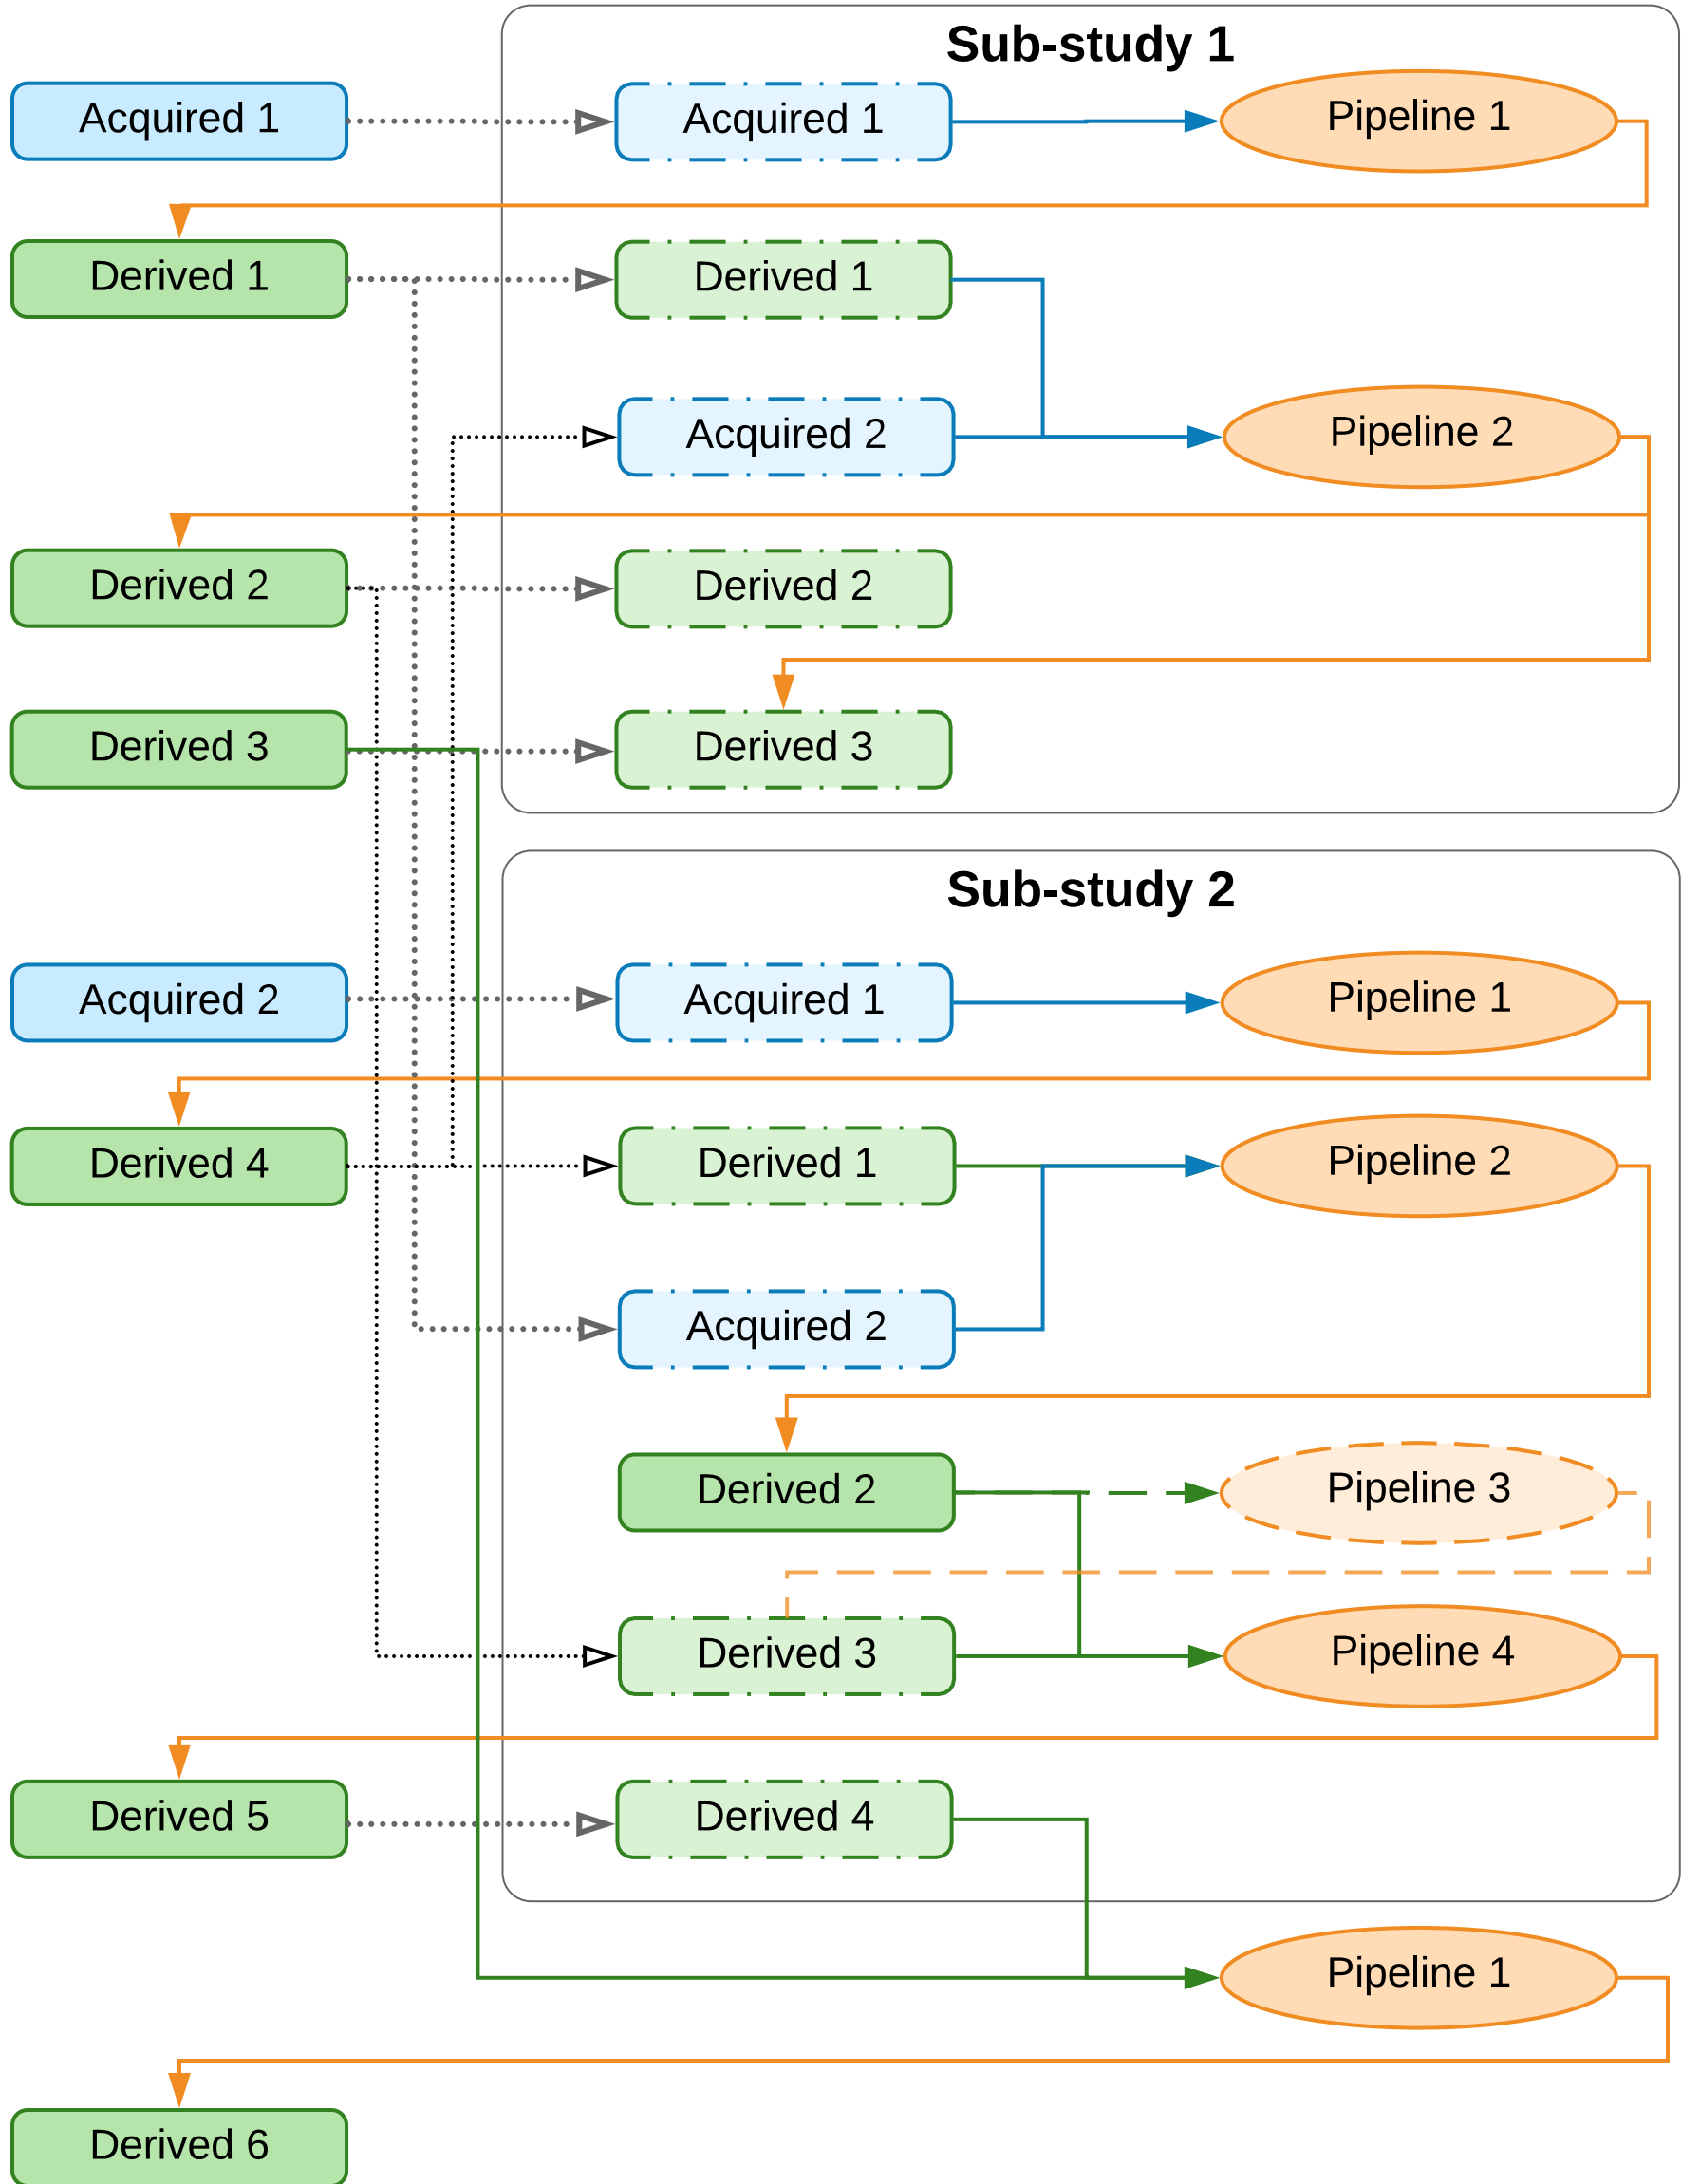 Sub-study 1
Acquired 1
Acquired 1
Pipeline 1
Derived 1
Derived 1
Acquired 2
Pipeline 2
Derived 2
Derived 2
Derived 3
Derived 3
Sub-study 2
Acquired 2
Acquired 1
Pipeline 1
Derived 4
Derived 1
Pipeline 2
Acquired 2
Derived 2
Pipeline 3
Derived 3
Pipeline 4
Derived 5
Derived 4
Pipeline 1
Derived 6